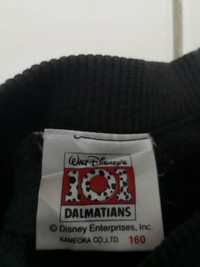 Walt Disney's
101
DALMATIANS
© Disney Enterprises, Inc.
KAMEOKA CO.,LTD. 160